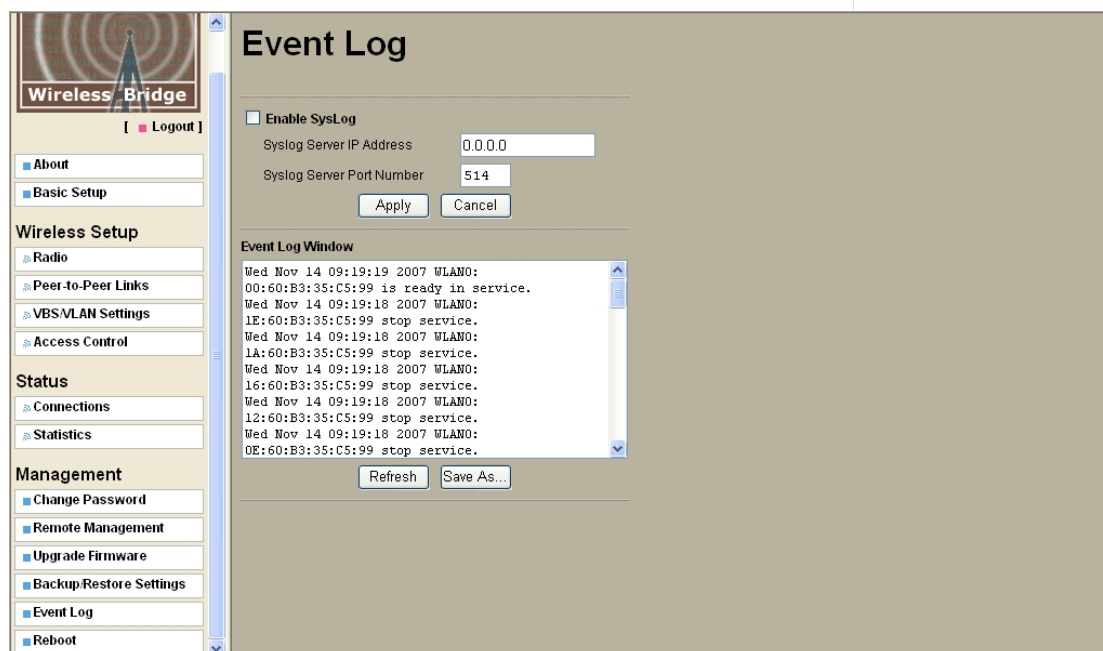 Wireless Bridge
[ Logout ]
About
Basic Setup
Wireless Setup
Radio
Peer-to-Peer Links
VBS/VLAN Settings
Access Control
Status
Connections
Statistics
Management
Change Password
Remote Management
Upgrade Firmware
Backup/Restore Settings
Event Log
Reboot
Event Log
Enable SysLog
Syslog Server IP Address 0.0.0.0
Syslog Server Port Number 514
Apply Cancel
Event Log Window
Wed Nov 14 09:19:19 2007 WLAN0:
00:60:B3:35:C5:99 is ready in service.
Wed Nov 14 09:19:18 2007 WLAN0:
1E:60:B3:35:C5:99 stop service.
Wed Nov 14 09:19:18 2007 WLAN0:
1A:60:B3:35:C5:99 stop service.
Wed Nov 14 09:19:18 2007 WLAN0:
16:60:B3:35:C5:99 stop service.
Wed Nov 14 09:19:18 2007 WLAN0:
12:60:B3:35:C5:99 stop service.
Wed Nov 14 09:19:18 2007 WLAN0:
0E:60:B3:35:C5:99 stop service.
Refresh Save As...